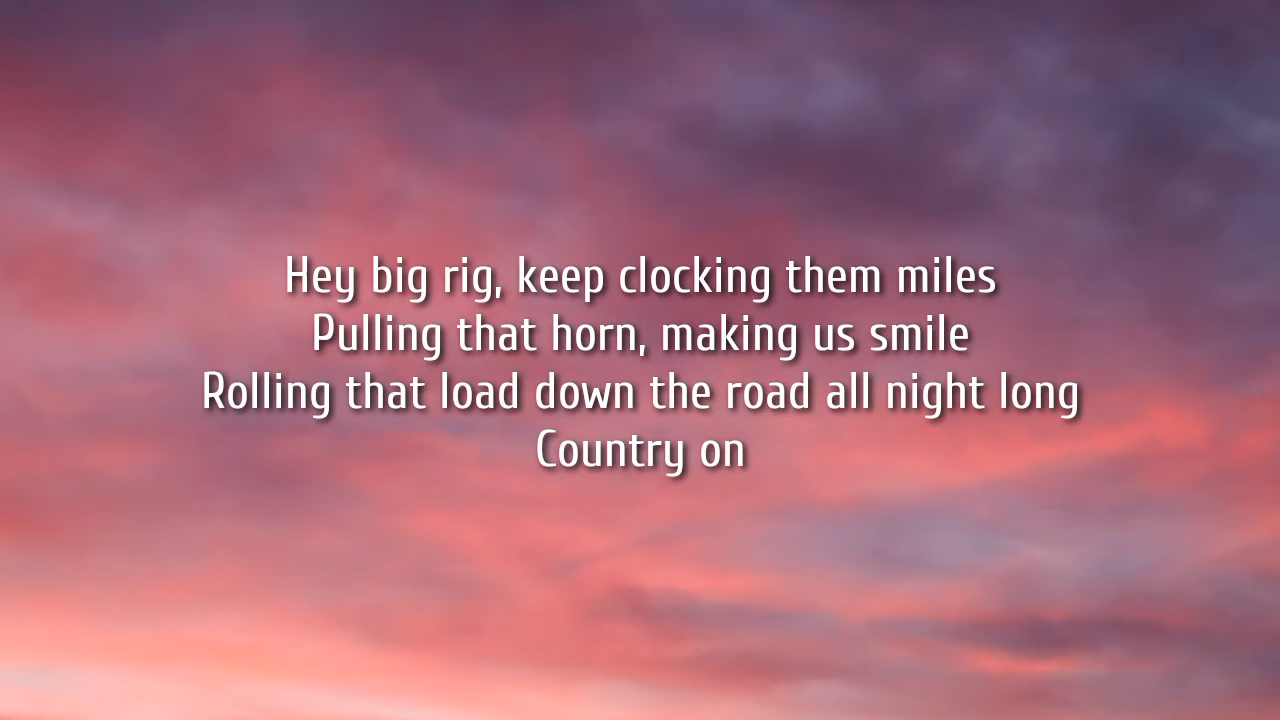 Hey big rig, keep clocking them miles
Pulling that horn, making us smile
Rolling that load down the road all night long
Country on